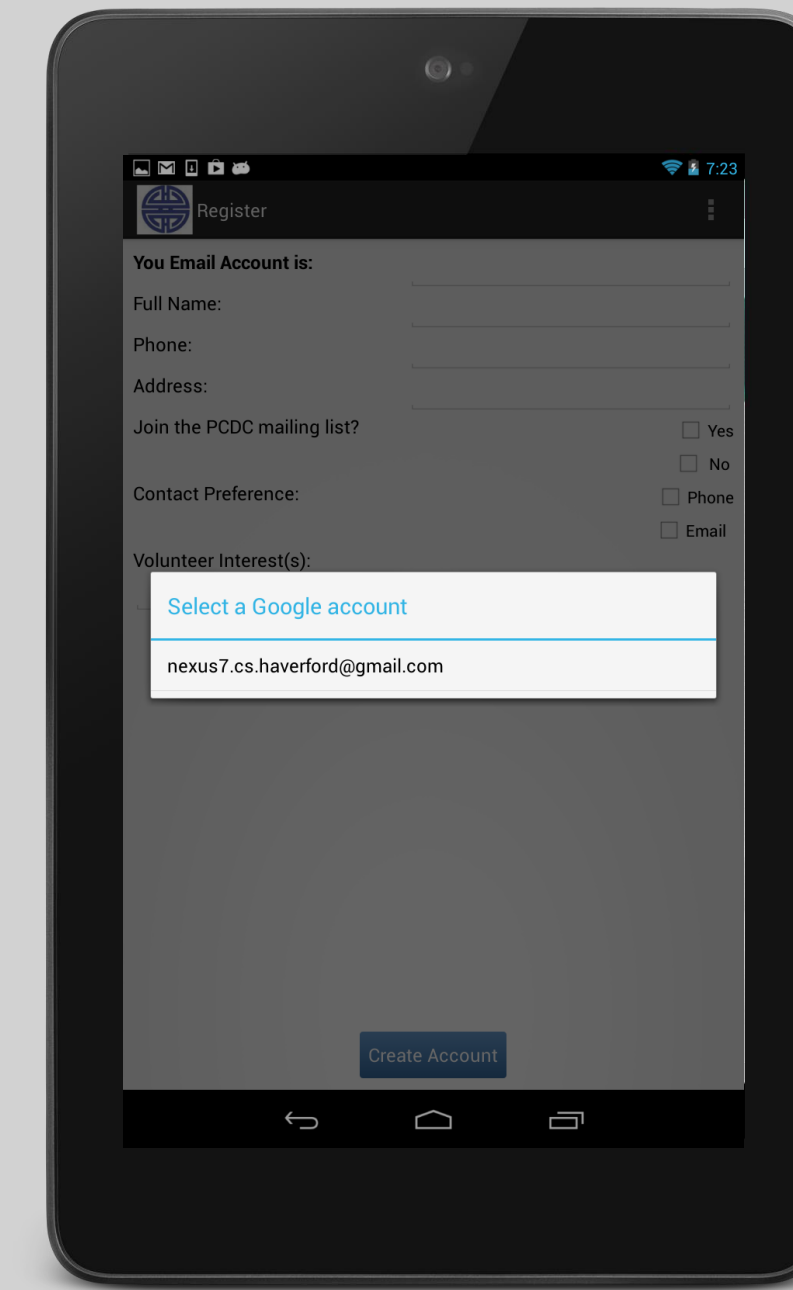 7:23
Register
You Email Account is:
Full Name:
Phone:
Address:
Join the PCDC mailing list?
Yes
No
Contact Preference:
Phone
Email
Volunteer Interest(s):
Select a Google account
nexus7.cs.haverford@gmail.com
Create Account